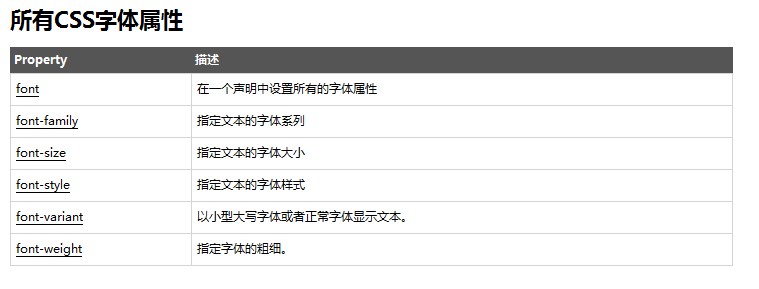 所有CSS字体属性
Property 描述
font 在一个声明中设置所有的字体属性
font-family 指定文本的字体系列
font-size 指定文本的字体大小
font-style 指定文本的字体样式
font-variant 以小型大写字体或者正常字体显示文本。
font-weight 指定字体的粗细。